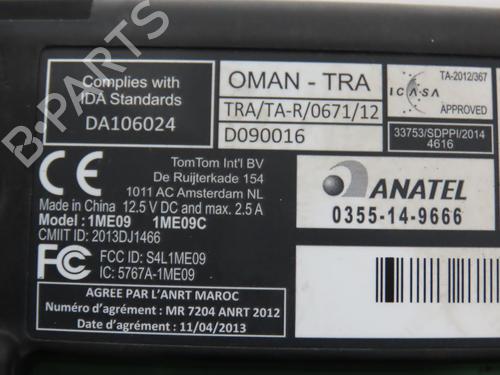 Complies with
IDA Standards
DA106024
OMAN - TRA
TRA/TA-R/0671/12
D090016
ICASA
TA-2012/367
APPROVED
33753/SDPPI/2014
4616
CE
TomTom Int'l BV
De Ruijterkade 154
1011 AC Amsterdam NL
Made in China 12.5 V DC and max. 2.5 A
Model: 1ME09 1ME09C
CMIIT ID: 2013DJ1466
FC
FCC ID: S4L1ME09
IC: 5767A-1ME09
ANATEL
0355-14-9666
AGREE PAR L'ANRT MAROC
Numéro d'agrément: MR 7204 ANRT 2012
Date d'agrément: 11/04/2013